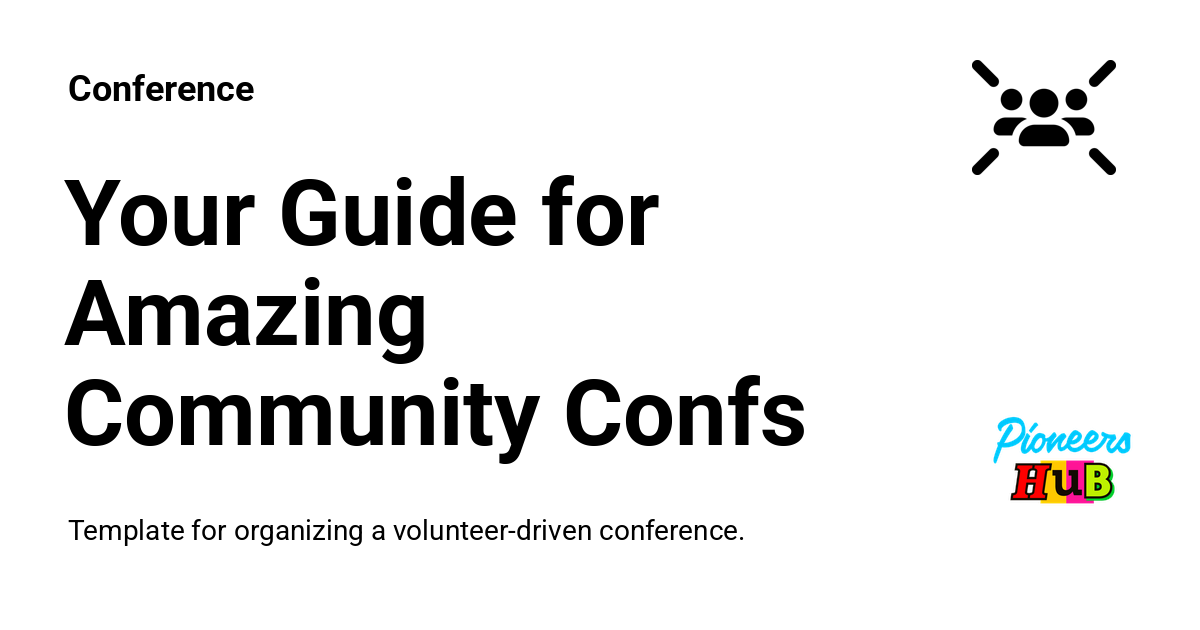 Conference
Your Guide for
Amazing
Community Confs
Pioneers
HuB
Template for organizing a volunteer-driven conference.